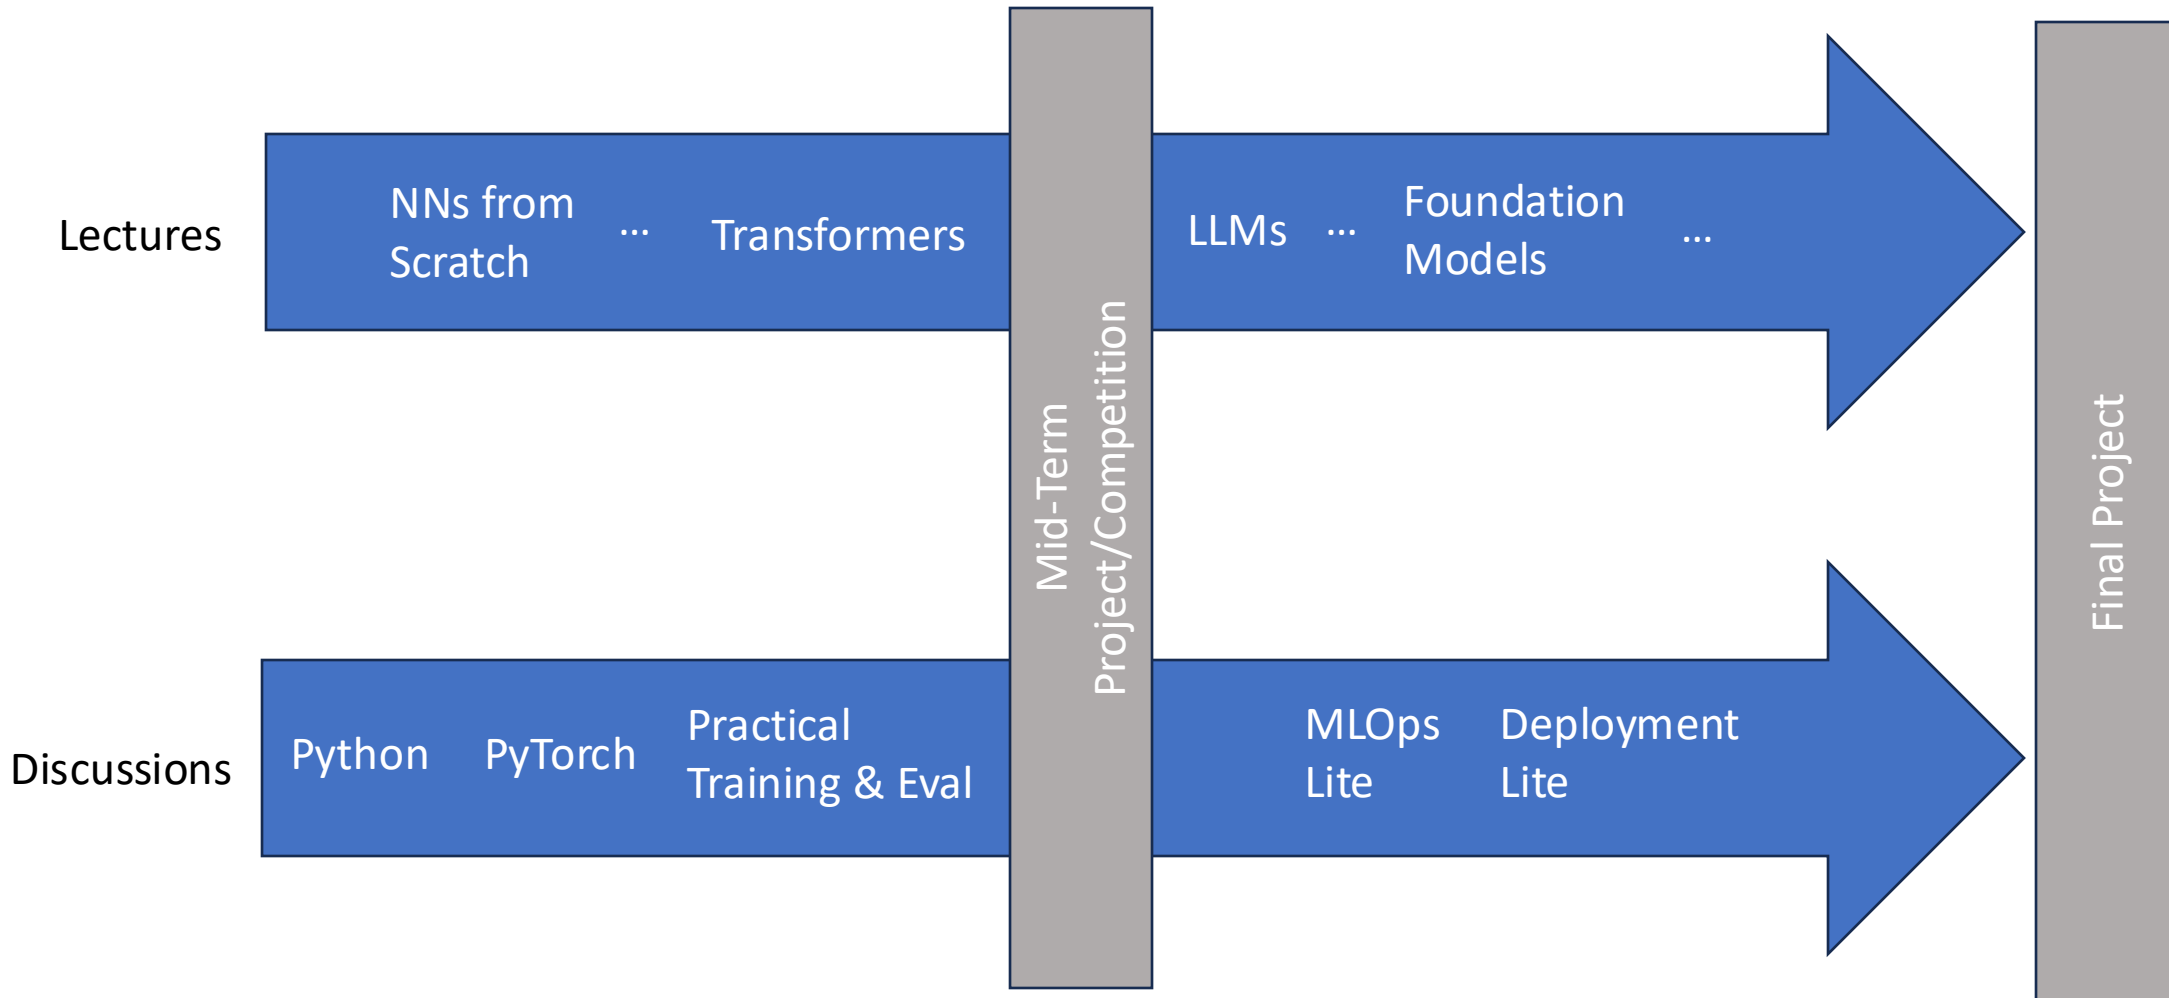 Lectures
NNs from
Scratch
...
Transformers
LLMs
...
Foundation
Models
...
Mid-Term
Project/Competition
Final Project
Discussions
Python
PyTorch
Practical
Training & Eval
MLOps
Lite
Deployment
Lite